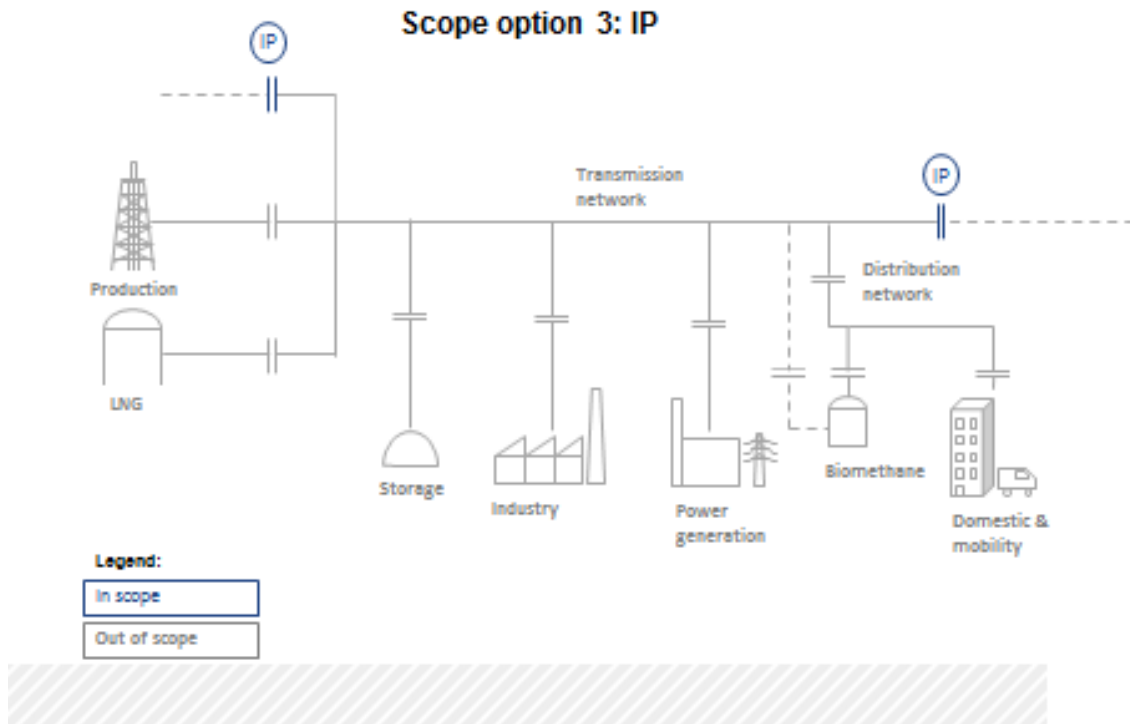 Scope option 3: IP
IP
IP
Transmission
network
Distribution
network
Production
LNG
Storage
Industry
Power
generation
Biomethane
Domestic &
mobility
Legend:
In scope
Out of scope